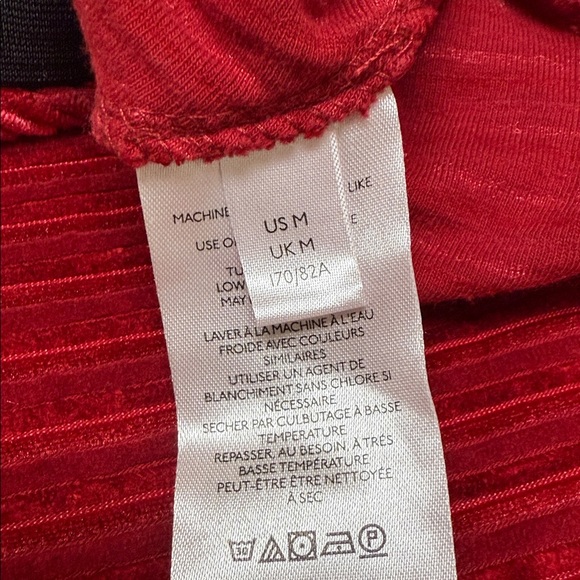 MACHINE
LIKE
USE O
E
TU
LOW
MAY
US M
UK M
170/82A
LAVER À LA MACHINE À L'EAU
FROIDE AVEC COULEURS
SIMILAIRES
UTILISER UN AGENT DE
BLANCHIMENT SANS CHLORE SI
NÉCESSAIRE
SÉCHER PAR CULBUTAGE À BASSE
TEMPÉRATURE
REPASSER, AU BESOIN, À TRÈS
BASSE TEMPÉRATURE
PEUT-ÊTRE ÊTRE NETTOYÉE
À SEC
30
P